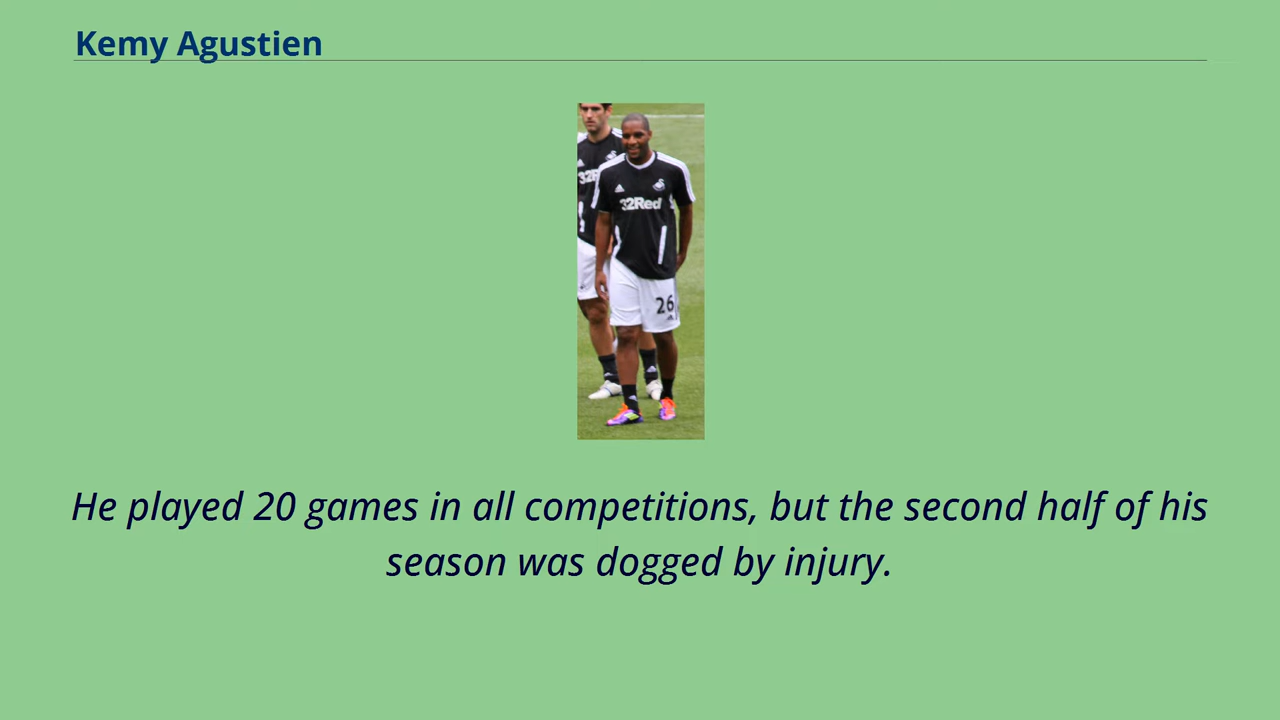 Kemy Agustien
32Red
26
He played 20 games in all competitions, but the second half of his
season was dogged by injury.